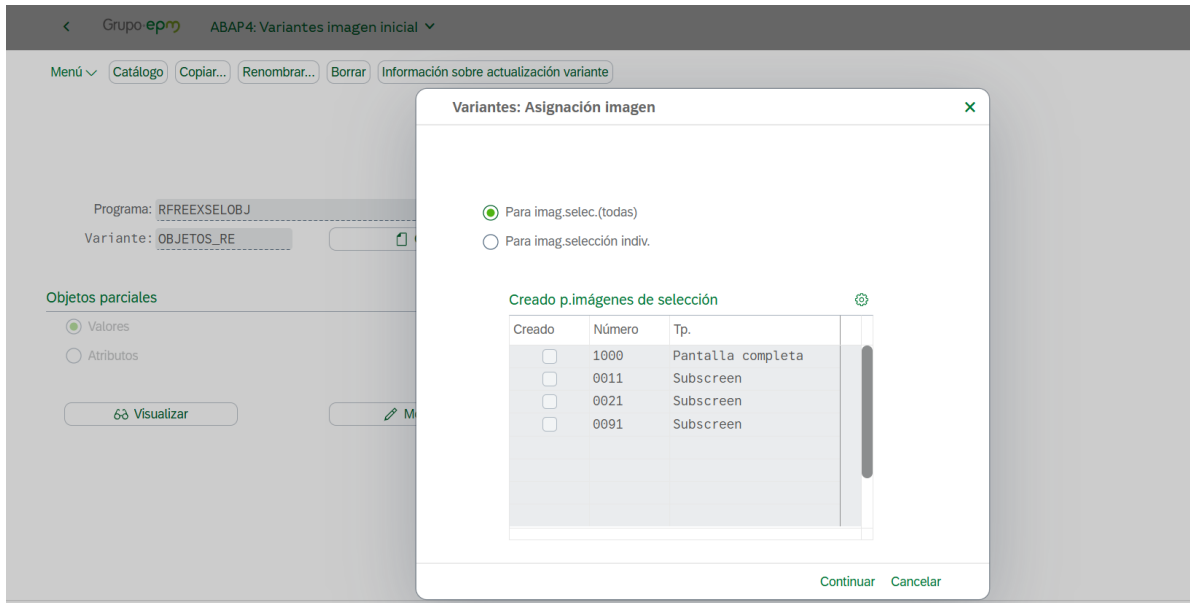 Grupo·epm ABAP4: Variantes imagen inicial
Menú Catálogo Copiar... Renombrar... Borrar Información sobre actualización variante
Variantes: Asignación imagen
Programa: RFREEXSELOBJ
Variante: OBJETOS_RE
Para imag.selec.(todas)
Para imag.selección indiv.
Objetos parciales
Valores
Atributos
Visualizar
Creado p.imágenes de selección
Creado Número Tp.
1000 Pantalla completa
0011 Subscreen
0021 Subscreen
0091 Subscreen
Continuar Cancelar